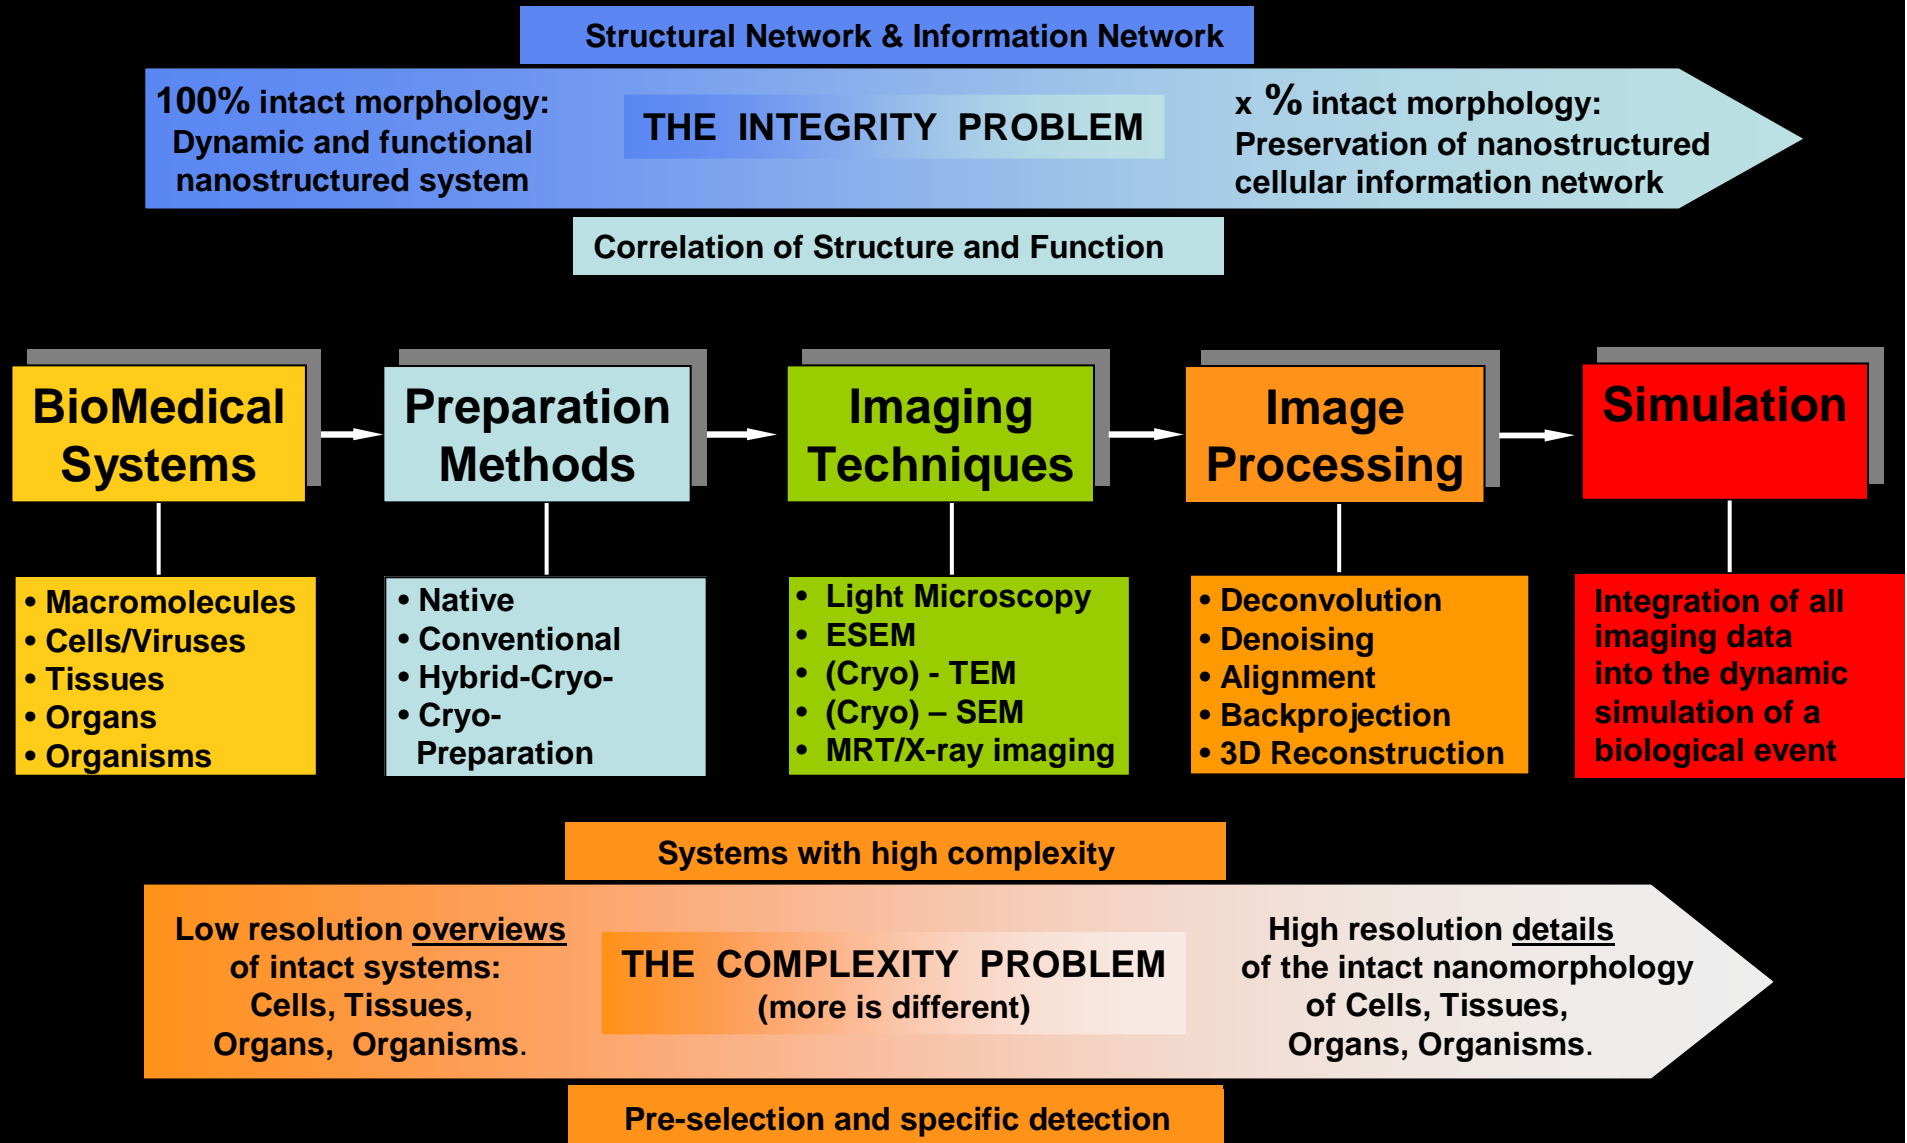 Structural Network & Information Network
100% intact morphology:
Dynamic and functional
nanostructured system
THE INTEGRITY PROBLEM
x % intact morphology:
Preservation of nanostructured
cellular information network
Correlation of Structure and Function
BioMedical
Systems
Preparation
Methods
Imaging
Techniques
Image
Processing
Simulation
• Macromolecules
• Cells/Viruses
• Tissues
• Organs
• Organisms
• Native
• Conventional
• Hybrid-Cryo-
• Cryo-
Preparation
• Light Microscopy
• ESEM
• (Cryo) - TEM
• (Cryo) – SEM
• MRT/X-ray imaging
• Deconvolution
• Denoising
• Alignment
• Backprojection
• 3D Reconstruction
Integration of all
imaging data
into the dynamic
simulation of a
biological event
Systems with high complexity
Low resolution overviews
of intact systems:
Cells, Tissues,
Organs, Organisms.
THE COMPLEXITY PROBLEM
(more is different)
High resolution details
of the intact nanomorphology
of Cells, Tissues,
Organs, Organisms.
Pre-selection and specific detection